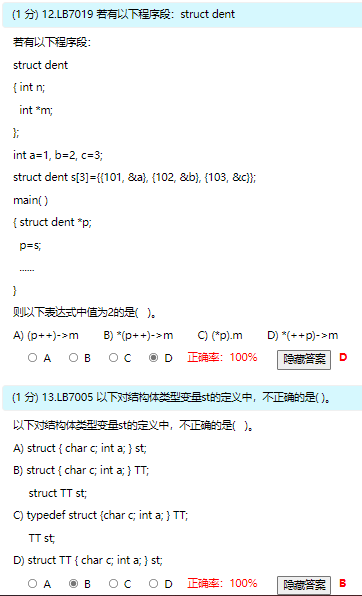 (1 分) 12.LB7019 若有以下程序段：struct dent
若有以下程序段：
struct dent
{ int n;
int *m;
};
int a=1, b=2, c=3;
struct dent s[3]={{101, &a}, {102, &b}, {103, &c}};
main( )
{ struct dent *p;
p=s;
......
}
则以下表达式中值为2的是(   )。
A) (p++)->m   B) *(p++)->m   C) (*p).m   D) *(++p)->m
A B C D 正确率：100% 隐藏答案 D
(1 分) 13.LB7005 以下对结构体类型变量st的定义中，不正确的是( )。
以下对结构体类型变量st的定义中，不正确的是(   )。
A) struct { char c; int a; } st;
B) struct { char c; int a; } TT;
struct TT st;
C) typedef struct {char c; int a; } TT;
TT st;
D) struct TT { char c; int a; } st;
A B C D 正确率：100% 隐藏答案 B